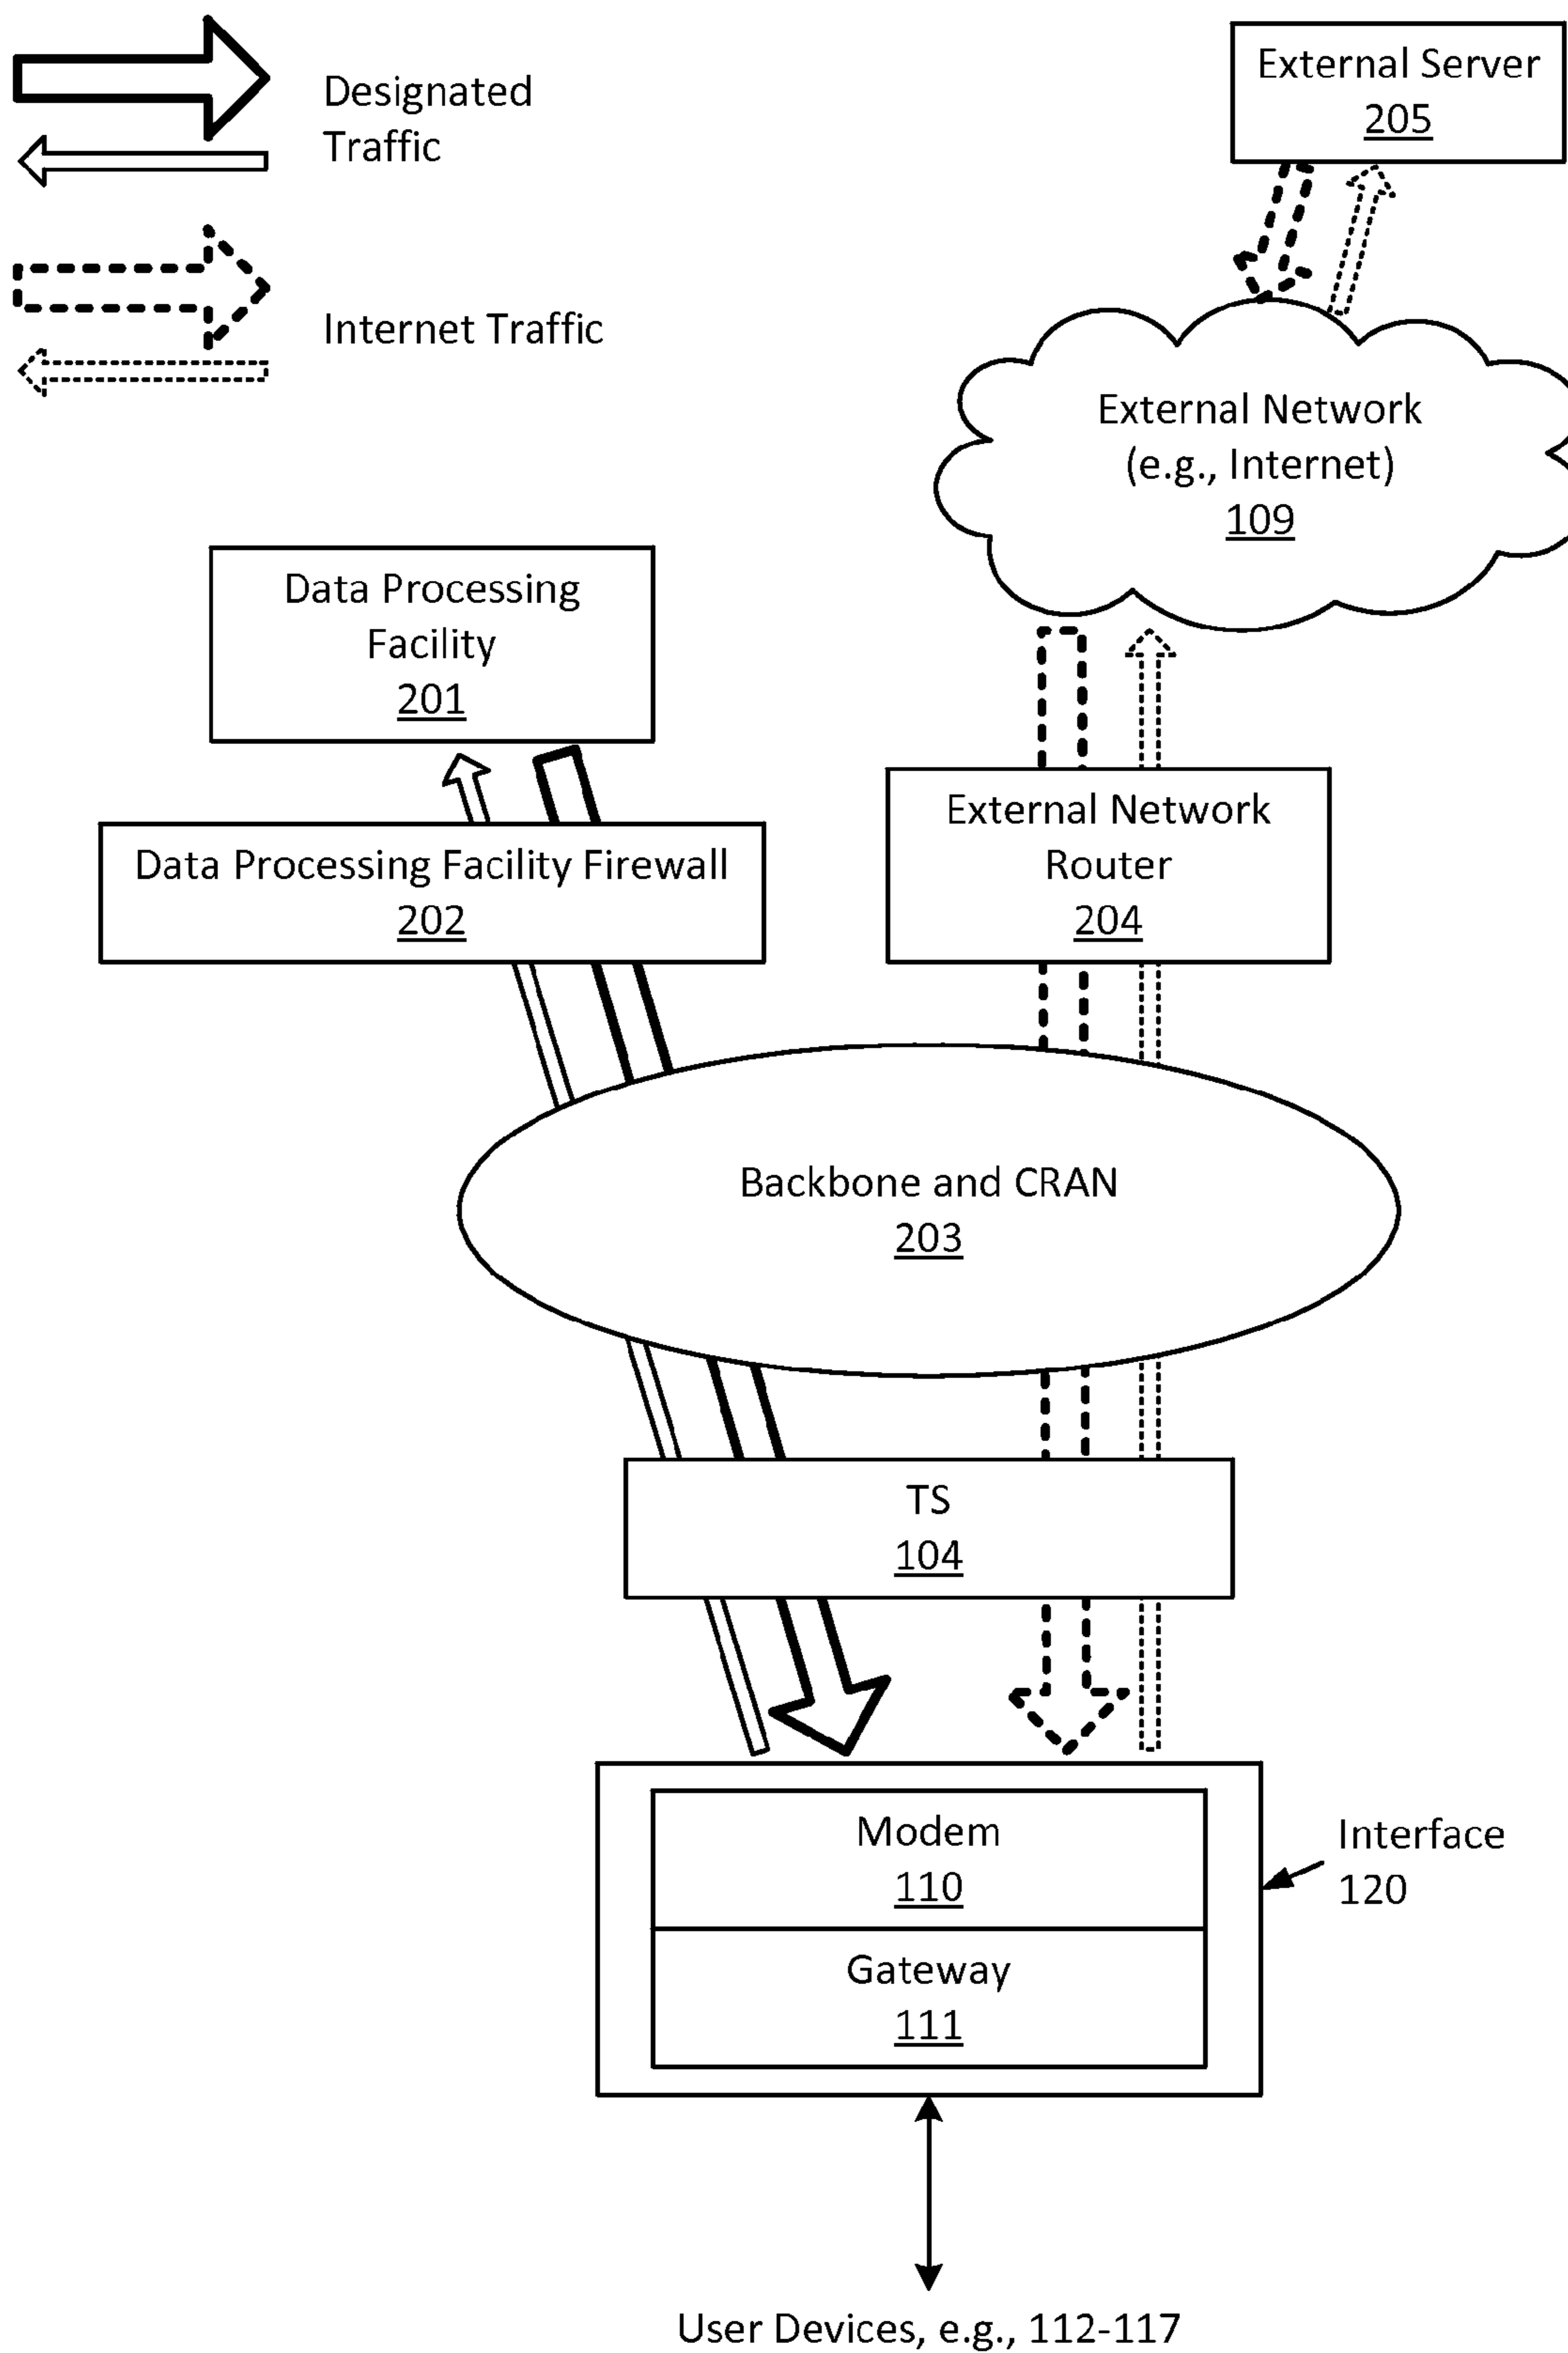 Designated
Traffic
Internet Traffic
External Server
205
External Network
(e.g., Internet)
109
Data Processing
Facility
201
Data Processing Facility Firewall
202
External Network
Router
204
Backbone and CRAN
203
TS
104
Modem
110
Gateway
111
Interface
120
User Devices, e.g., 112-117